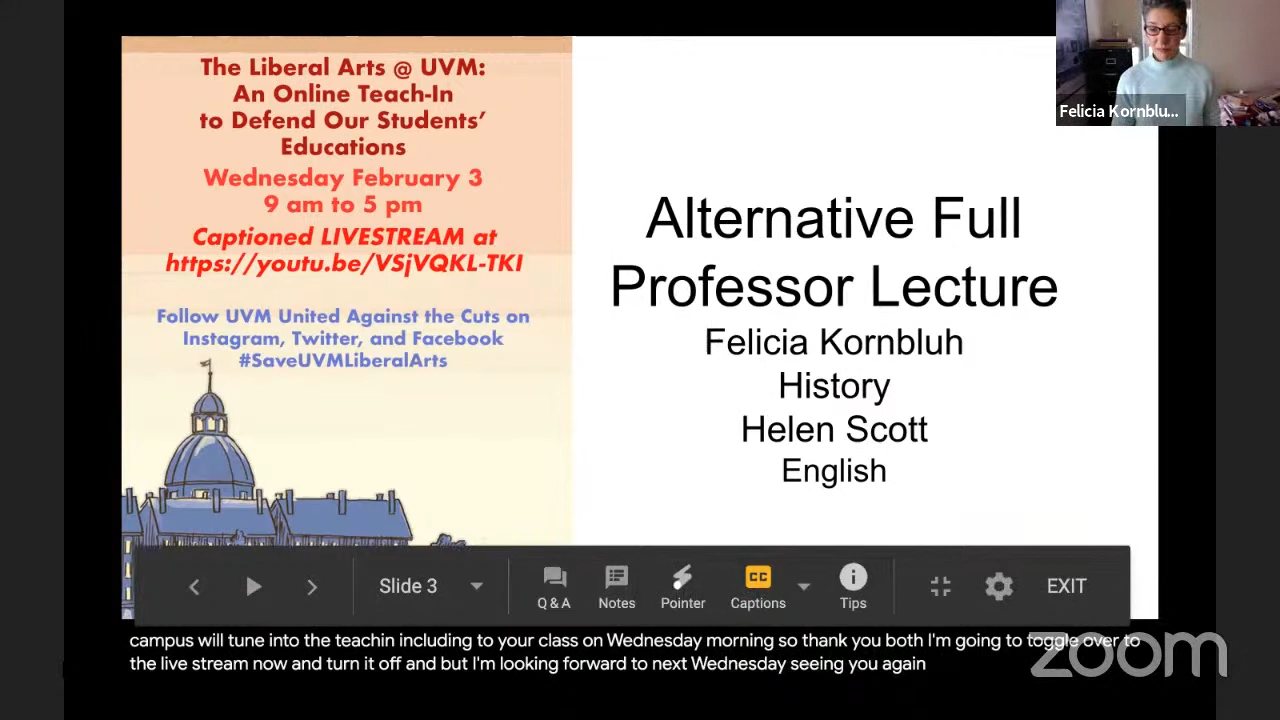 The Liberal Arts @ UVM:
An Online Teach-In
to Defend Our Students'
Educations
Wednesday February 3
9 am to 5 pm
Captioned LIVESTREAM at
https://youtu.be/VSjVQKL-TKI
Follow UVM United Against the Cuts on
Instagram, Twitter, and Facebook
#SaveUVMLiberalArts
Alternative Full
Professor Lecture
Felicia Kornbluh
History
Helen Scott
English
Felicia Kornblu...
Slide 3
Q & A
Notes
Pointer
CC
Captions
Tips
EXIT
campus will tune into the teachin including to your class on Wednesday morning so thank you both I'm going to toggle over to
the live stream now and turn it off and but I'm looking forward to next Wednesday seeing you again
zoom